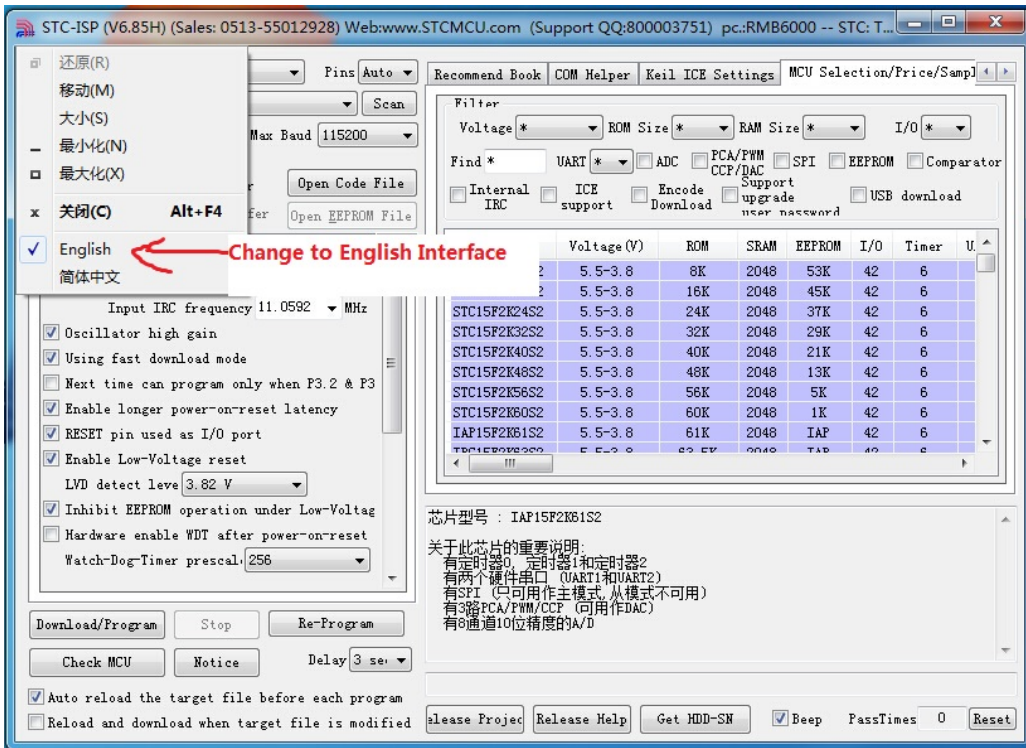 STC-ISP (V6.85H) (Sales: 0513-55012928) Web:www.STCMCU.com (Support QQ:800003751) pc.:RMB6000 -- STC: T...
还原(R)
移动(M)
大小(S)
最小化(N)
最大化(X)
关闭(C) Alt+F4
English
简体中文
Change to English Interface
Pins Auto
Scan
Max Baud 115200
Open Code File
Open EEPROM File
Input IRC frequency 11.0592 MHz
Oscillator high gain
Using fast download mode
Next time can program only when P3.2 & P3
Enable longer power-on-reset latency
RESET pin used as I/O port
Enable Low-Voltage reset
LVD detect leve 3.82 V
Inhibit EEPROM operation under Low-Voltag
Hardware enable WDT after power-on-reset
Watch-Dog-Timer prescal 256
Download/Program Stop Re-Program
Check MCU Notice Delay 3 se
Auto reload the target file before each program
Reload and download when target file is modified
Recommend Book COM Helper Keil ICE Settings MCU Selection/Price/Sampl
Filter
Voltage * ROM Size * RAM Size * I/O *
Find * UART * ADC PCA/PWM CCP/DAC SPI EEPROM Comparator
Internal IRC ICE support Encode Download Support upgrade user password USB download
Voltage(V) ROM SRAM EEPROM I/O Timer U.
2 5.5-3.8 8K 2048 53K 42 6
2 5.5-3.8 16K 2048 45K 42 6
STC15F2K24S2 5.5-3.8 24K 2048 37K 42 6
STC15F2K32S2 5.5-3.8 32K 2048 29K 42 6
STC15F2K40S2 5.5-3.8 40K 2048 21K 42 6
STC15F2K48S2 5.5-3.8 48K 2048 13K 42 6
STC15F2K56S2 5.5-3.8 56K 2048 5K 42 6
STC15F2K60S2 5.5-3.8 60K 2048 1K 42 6
IAP15F2K61S2 5.5-3.8 61K 2048 IAP 42 6
5.5-3.8 63.5K 2048 IAP 42 6
芯片型号 : IAP15F2K61S2
关于此芯片的重要说明:
有定时器0, 定时器1和定时器2
有两个硬件串口 (UART1和UART2)
有SPI (只可用作主模式,从模式不可用)
有3路PCA/PWM/CCP (可用作DAC)
有8通道10位精度的A/D
elease Projec Release Help Get HDD-SN Beep PassTimes 0 Reset